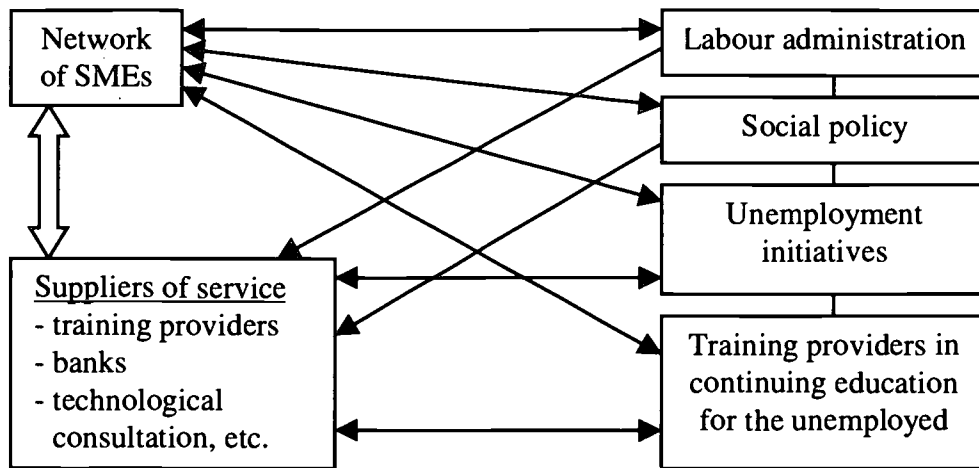 Network
of SMEs
Suppliers of service
- training providers
- banks
- technological
consultation, etc.
Labour administration
Social policy
Unemployment
initiatives
Training providers in
continuing education
for the unemployed